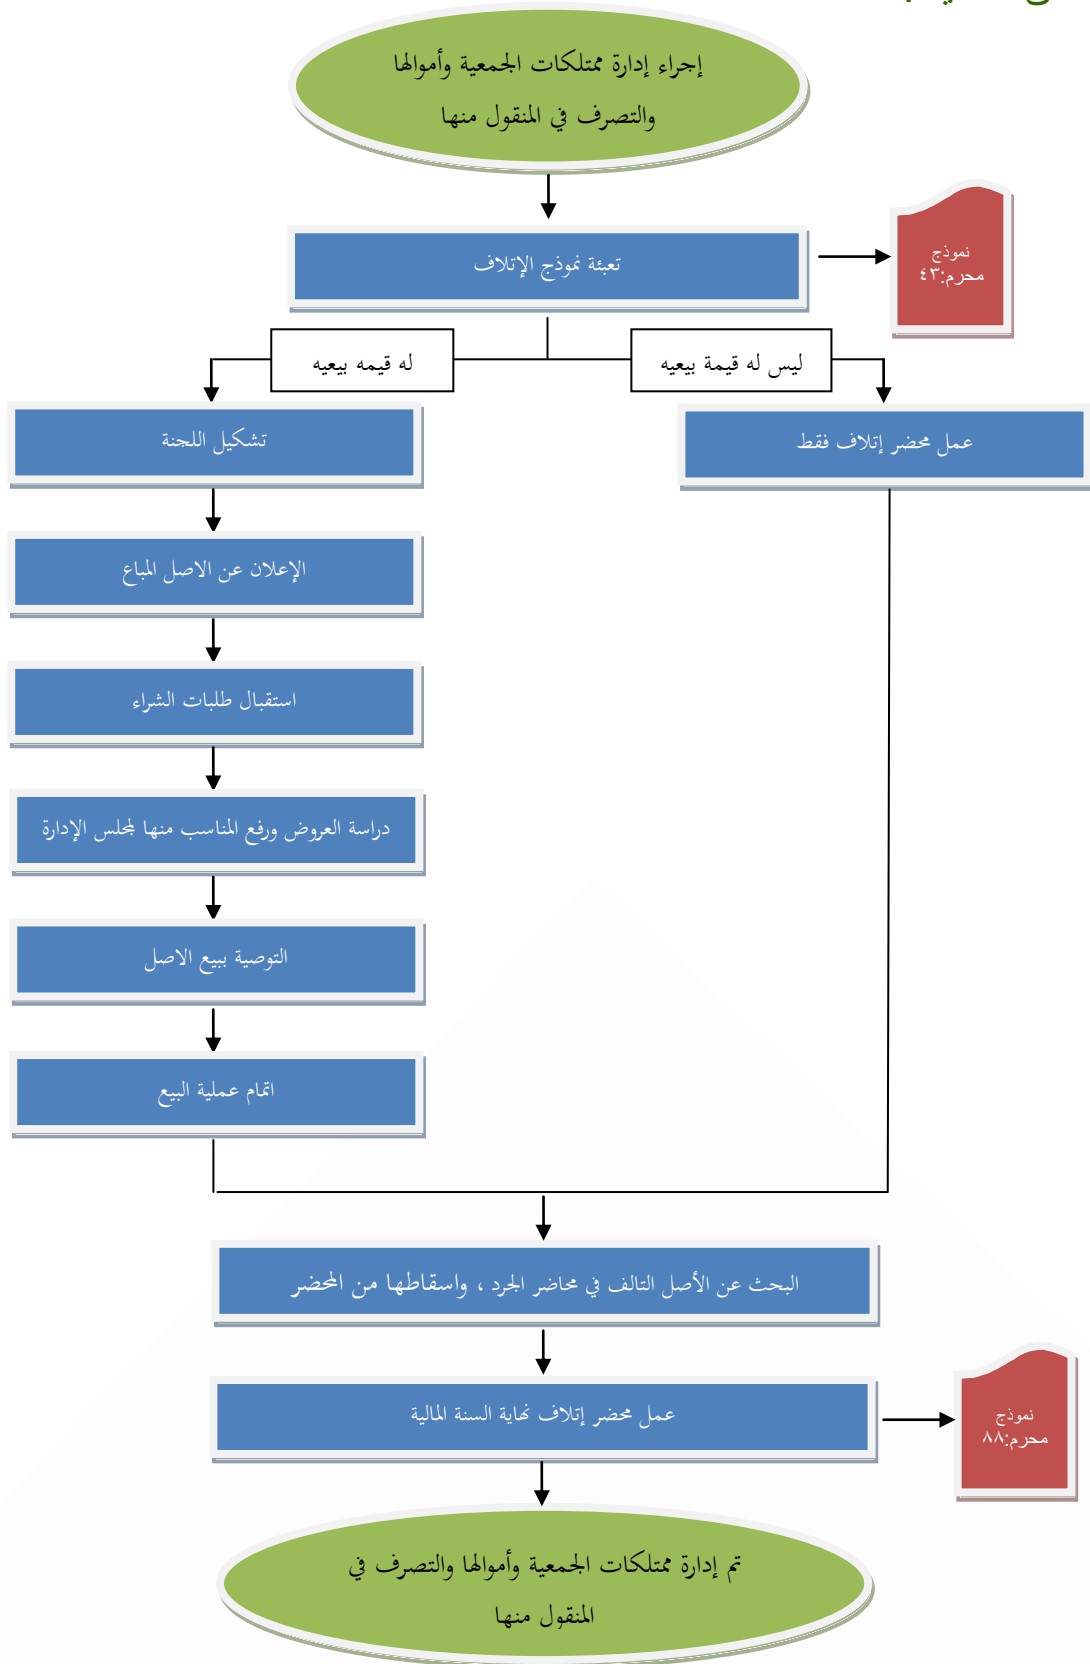 إجراء إدارة ممتلكات الجمعية وأموالها
والتصرف في المنقول منها
تعبئة نموذج الإتلاف
نموذج
محرم:٤٣
ليس له قيمة بيعيه
له قيمه بيعيه
عمل محضر إتلاف فقط
تشكيل اللجنة
الإعلان عن الاصل المباع
استقبال طلبات الشراء
دراسة العروض ورفع المناسب منها لمجلس الإدارة
التوصية ببيع الاصل
اتمام عملية البيع
البحث عن الأصل التالف في محاضر الجرد ، واسقاطها من المحضر
عمل محضر إتلاف نهاية السنة المالية
نموذج
محرم:٨٨
تم إدارة ممتلكات الجمعية وأموالها والتصرف في
المنقول منها